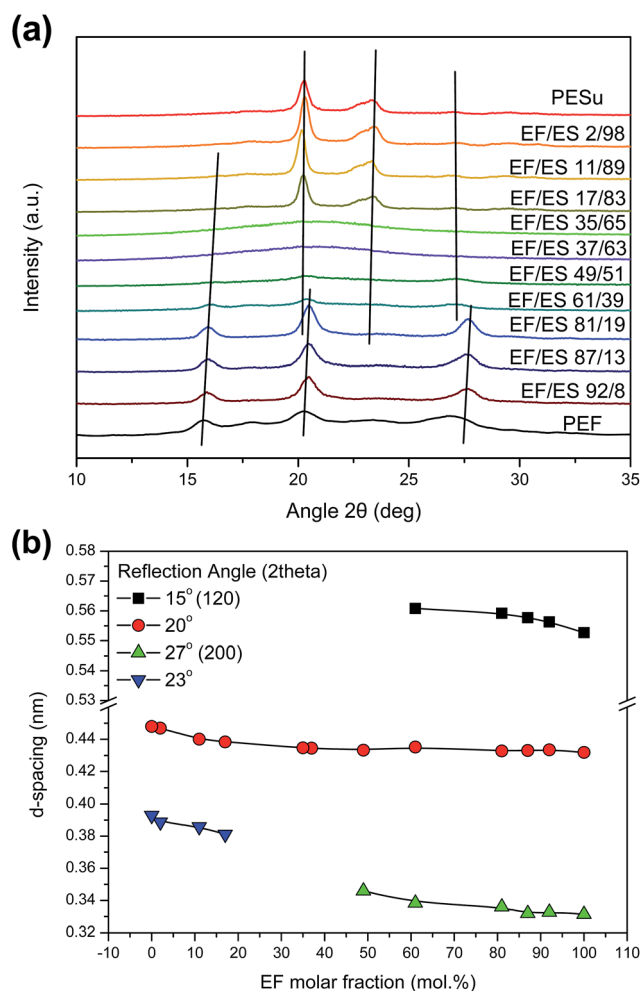 (a)
PESu
EF/ES 2/98
EF/ES 11/89
EF/ES 17/83
EF/ES 35/65
EF/ES 37/63
EF/ES 49/51
EF/ES 61/39
EF/ES 81/19
EF/ES 87/13
EF/ES 92/8
PEF
Intensity (a.u.)
10 15 20 25 30 35
Angle 2θ (deg)
(b)
0.58
0.57
0.56
0.55
0.54
0.53
0.44
0.42
0.40
0.38
0.36
0.34
0.32
d-spacing (nm)
Reflection Angle (2theta)
15° (120)
20°
27° (200)
23°
-10 0 10 20 30 40 50 60 70 80 90 100 110
EF molar fraction (mol.%)